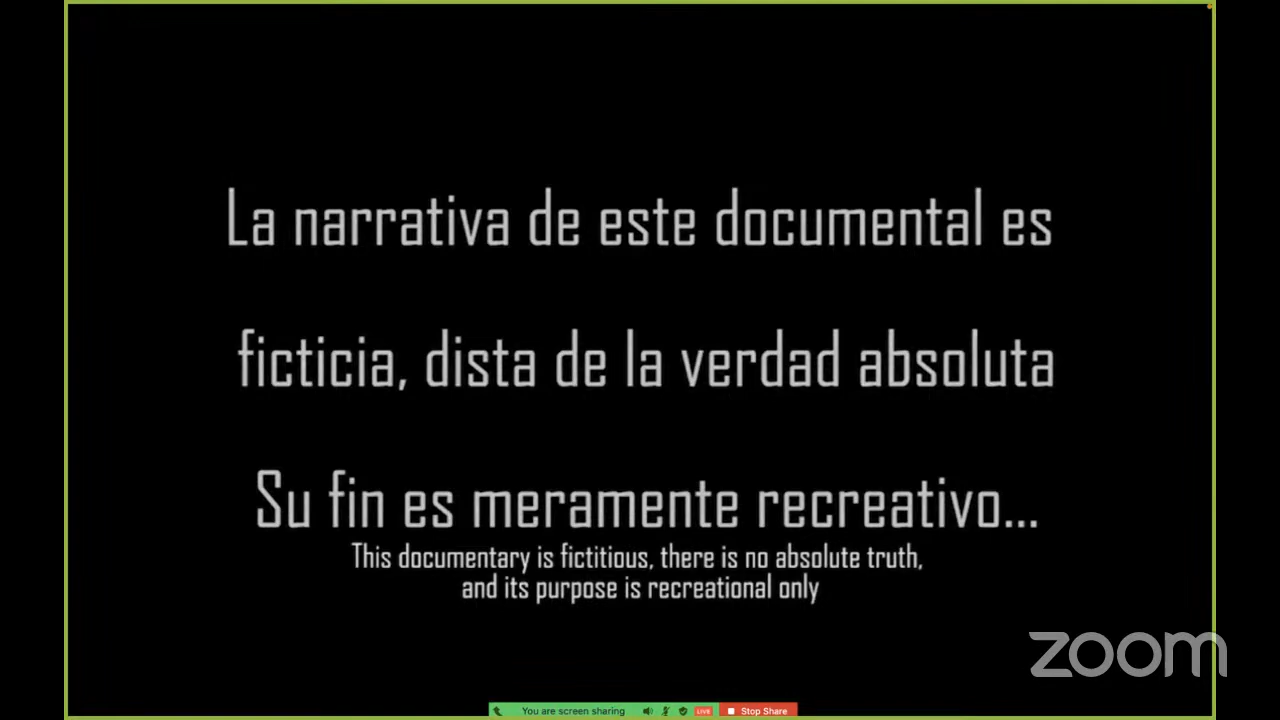 La narrativa de este documental es
ficticia, dista de la verdad absoluta
Su fin es meramente recreativo...
This documentary is fictitious, there is no absolute truth,
and its purpose is recreational only
zoom
You are screen sharing LIVE Stop Share